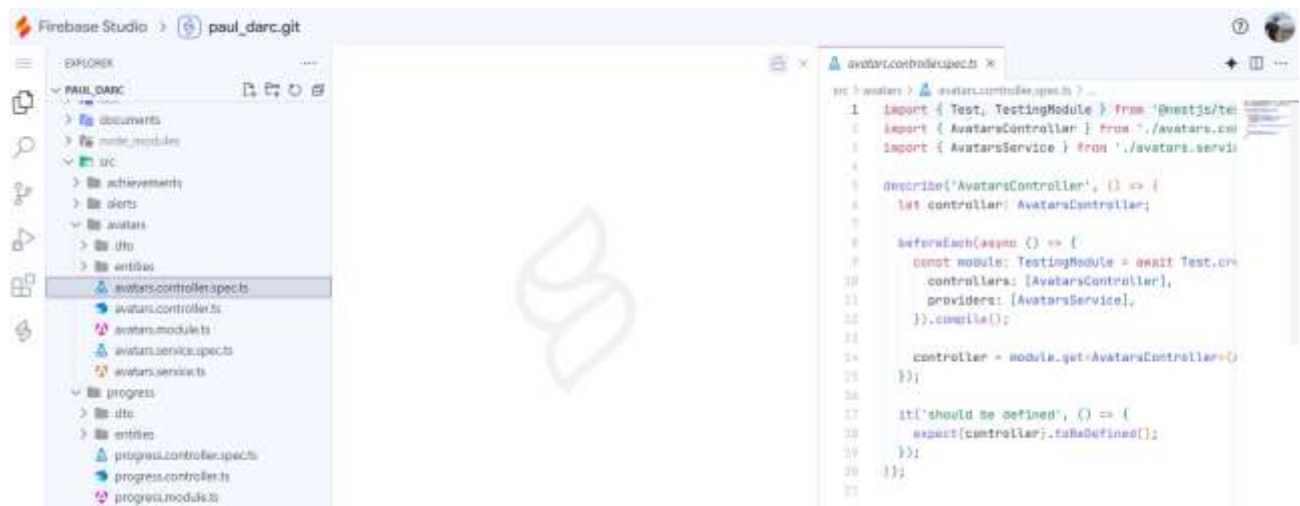 Firebase Studio > paul_darc.git
EXPLORER
PAUL_DARC
documents
node_modules
src
achievements
alerts
avatars
dto
entities
avatars.controller.spec.ts
avatars.controller.ts
avatars.module.ts
avatars.service.spec.ts
avatars.service.ts
progress
dto
entities
progress.controller.spec.ts
progress.controller.ts
progress.module.ts
avatars.controller.spec.ts
src > avatars > avatars.controller.spec.ts > ...
1 import { Test, TestingModule } from '@nestjs/tes
2 import { AvatarsController } from './avatars.con
3 import { AvatarsService } from './avatars.servic
4
5 describe('AvatarsController', () => {
6 let controller: AvatarsController;
7
8 beforeEach(async () => {
9 const module: TestingModule = await Test.cre
10 controllers: [AvatarsController],
11 providers: [AvatarsService],
12 }).compile();
13
14 controller = module.get<AvatarsController>(
15 });
16
17 it('should be defined', () => {
18 expect(controller).toBeDefined();
19 });
20 });
21